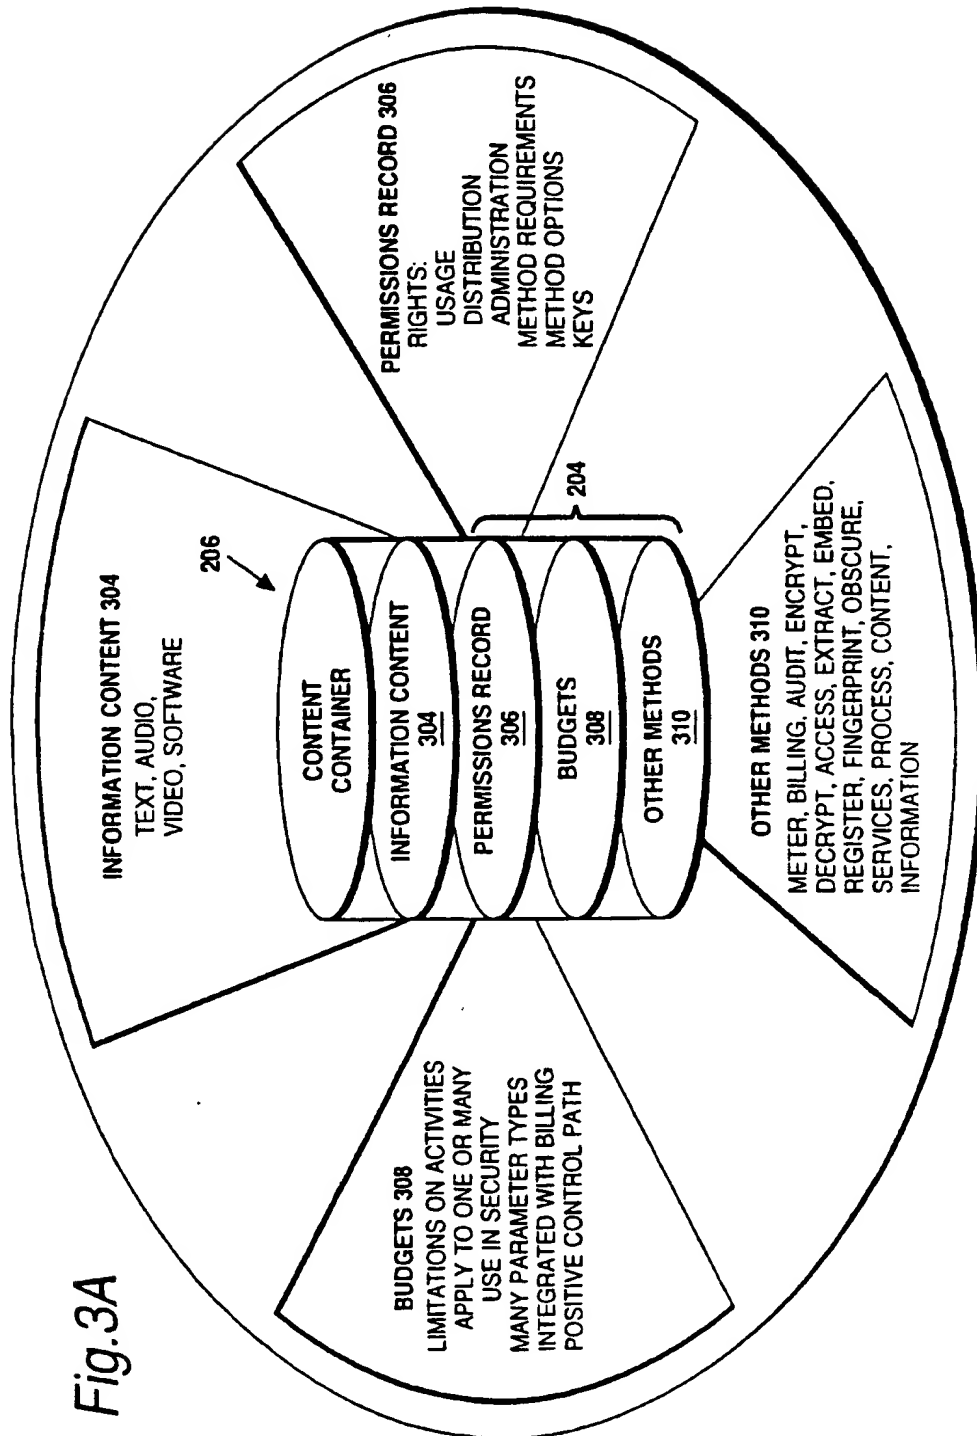 Fig.3A
INFORMATION CONTENT 304
TEXT, AUDIO,
VIDEO, SOFTWARE
PERMISSIONS RECORD 306
RIGHTS:
USAGE
DISTRIBUTION
ADMINISTRATION
METHOD REQUIREMENTS
METHOD OPTIONS
KEYS
206
CONTENT
CONTAINER
INFORMATION CONTENT
304
PERMISSIONS RECORD
306
BUDGETS
308
OTHER METHODS
310
204
BUDGETS 308
LIMITATIONS ON ACTIVITIES
APPLY TO ONE OR MANY
USE IN SECURITY
MANY PARAMETER TYPES
INTEGRATED WITH BILLING
POSITIVE CONTROL PATH
OTHER METHODS 310
METER, BILLING, AUDIT, ENCRYPT,
DECRYPT, ACCESS, EXTRACT, EMBED,
REGISTER, FINGERPRINT, OBSCURE,
SERVICES, PROCESS, CONTENT,
INFORMATION